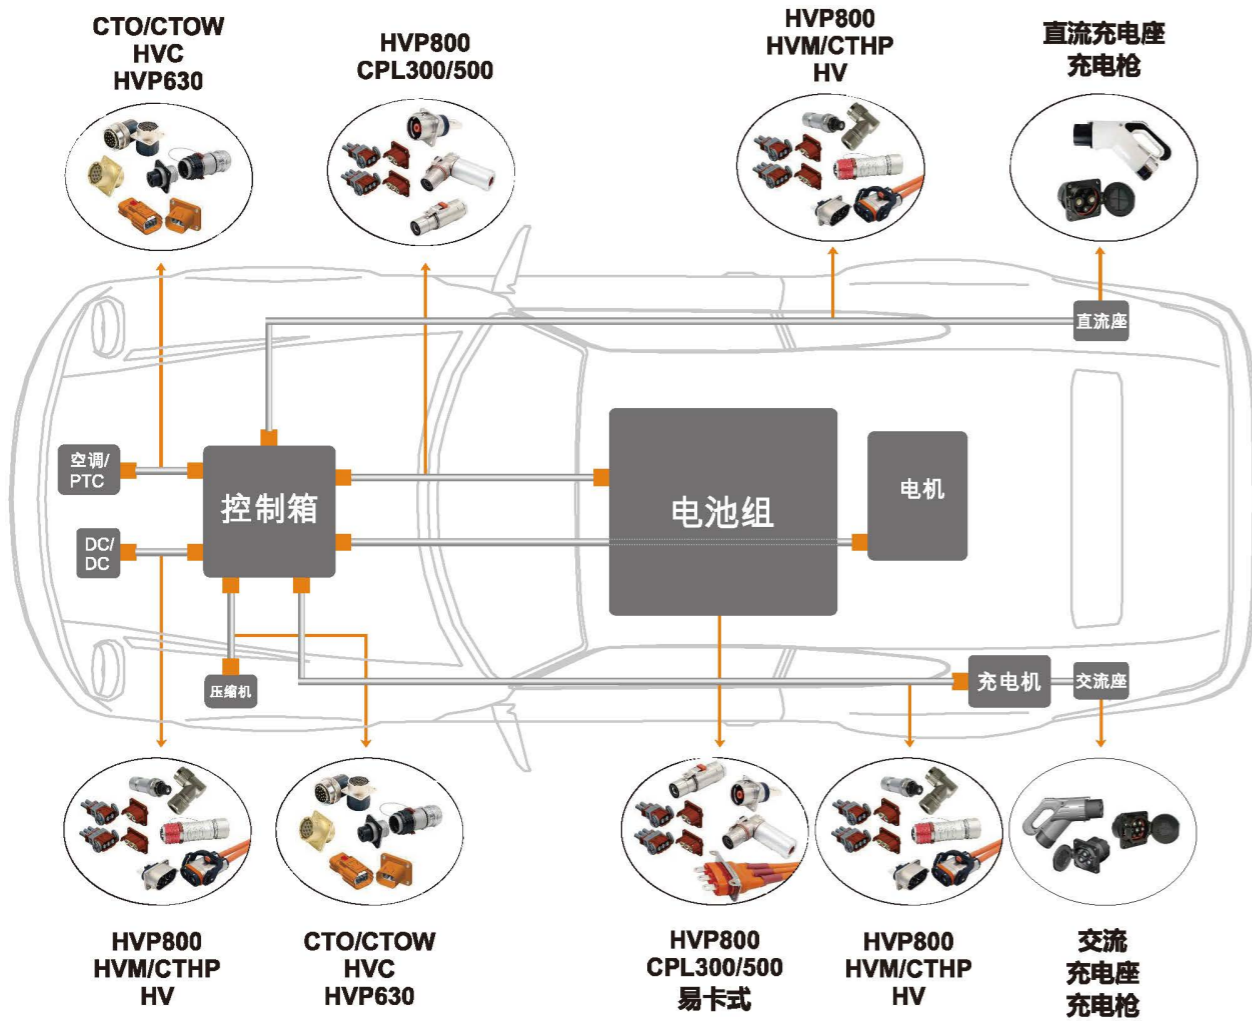 CTO/CTOW
HVC
HVP630
HVP800
CPL300/500
HVP800
HVM/CTHP
HV
直流充电座
充电枪
直流座
空调/
PTC
控制箱
电池组
电机
DC/
DC
压缩机
充电机
交流座
HVP800
HVM/CTHP
HV
CTO/CTOW
HVC
HVP630
HVP800
CPL300/500
易卡式
HVP800
HVM/CTHP
HV
交流
充电座
充电枪